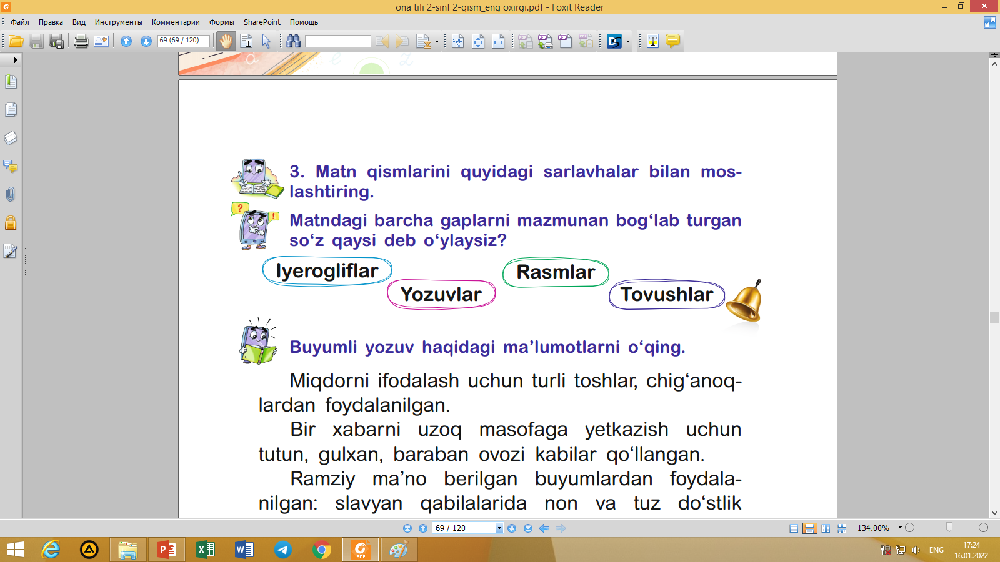 ona tili 2-sinf 2-qism_eng oxirgi.pdf - Foxit Reader
Файл Правка Вид Инструменты Комментарии Формы SharePoint Помощь
69 (69 / 120)
3. Matn qismlarini quyidagi sarlavhalar bilan mos-
lashtiring.
Matndagi barcha gaplarni mazmunan bog‘lab turgan
so‘z qaysi deb o‘ylaysiz?
Iyerogliflar
Rasmlar
Yozuvlar
Tovushlar
Buyumli yozuv haqidagi ma’lumotlarni o‘qing.
Miqdorni ifodalash uchun turli toshlar, chig‘anoq-
lardan foydalanilgan.
Bir xabarni uzoq masofaga yetkazish uchun
tutun, gulxan, baraban ovozi kabilar qo‘llangan.
Ramziy ma’no berilgan buyumlardan foydala-
nilgan: slavyan qabilalarida non va tuz do‘stlik
69 / 120
134.00%
ENG
17:24
16.01.2022